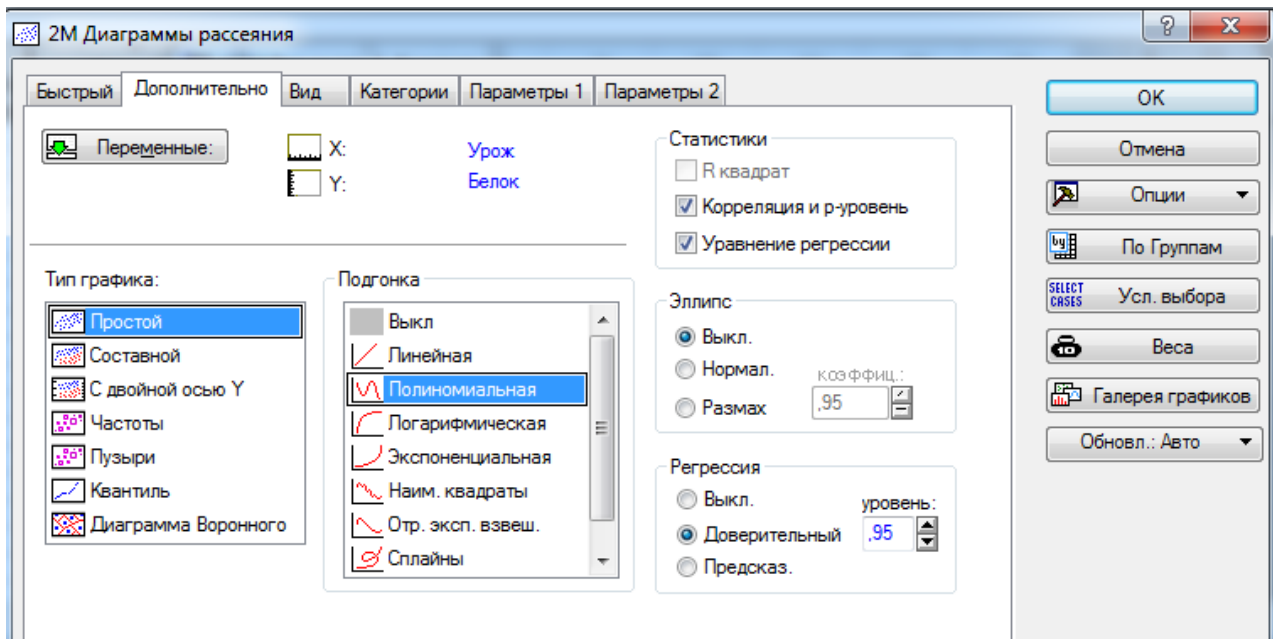 2М Диаграммы рассеяния
Быстрый Дополнительно Вид Категории Параметры 1 Параметры 2
Переменные:
X: Урож
Y: Белок
Тип графика:
Простой
Составной
С двойной осью Y
Частоты
Пузыри
Квантиль
Диаграмма Воронного
Подгонка
Выкл
Линейная
Полиномиальная
Логарифмическая
Экспоненциальная
Наим. квадраты
Отр. эксп. взвеш.
Сплайны
Статистики
R квадрат
Корреляция и р-уровень
Уравнение регрессии
Эллипс
Выкл.
Нормал. коэффиц.:
Размах ,95
Регрессия
Выкл. уровень:
Доверительный ,95
Предсказ.
OK
Отмена
Опции
by По Группам
SELECT CASES Усл. выбора
Веса
Галерея графиков
Обновл.: Авто